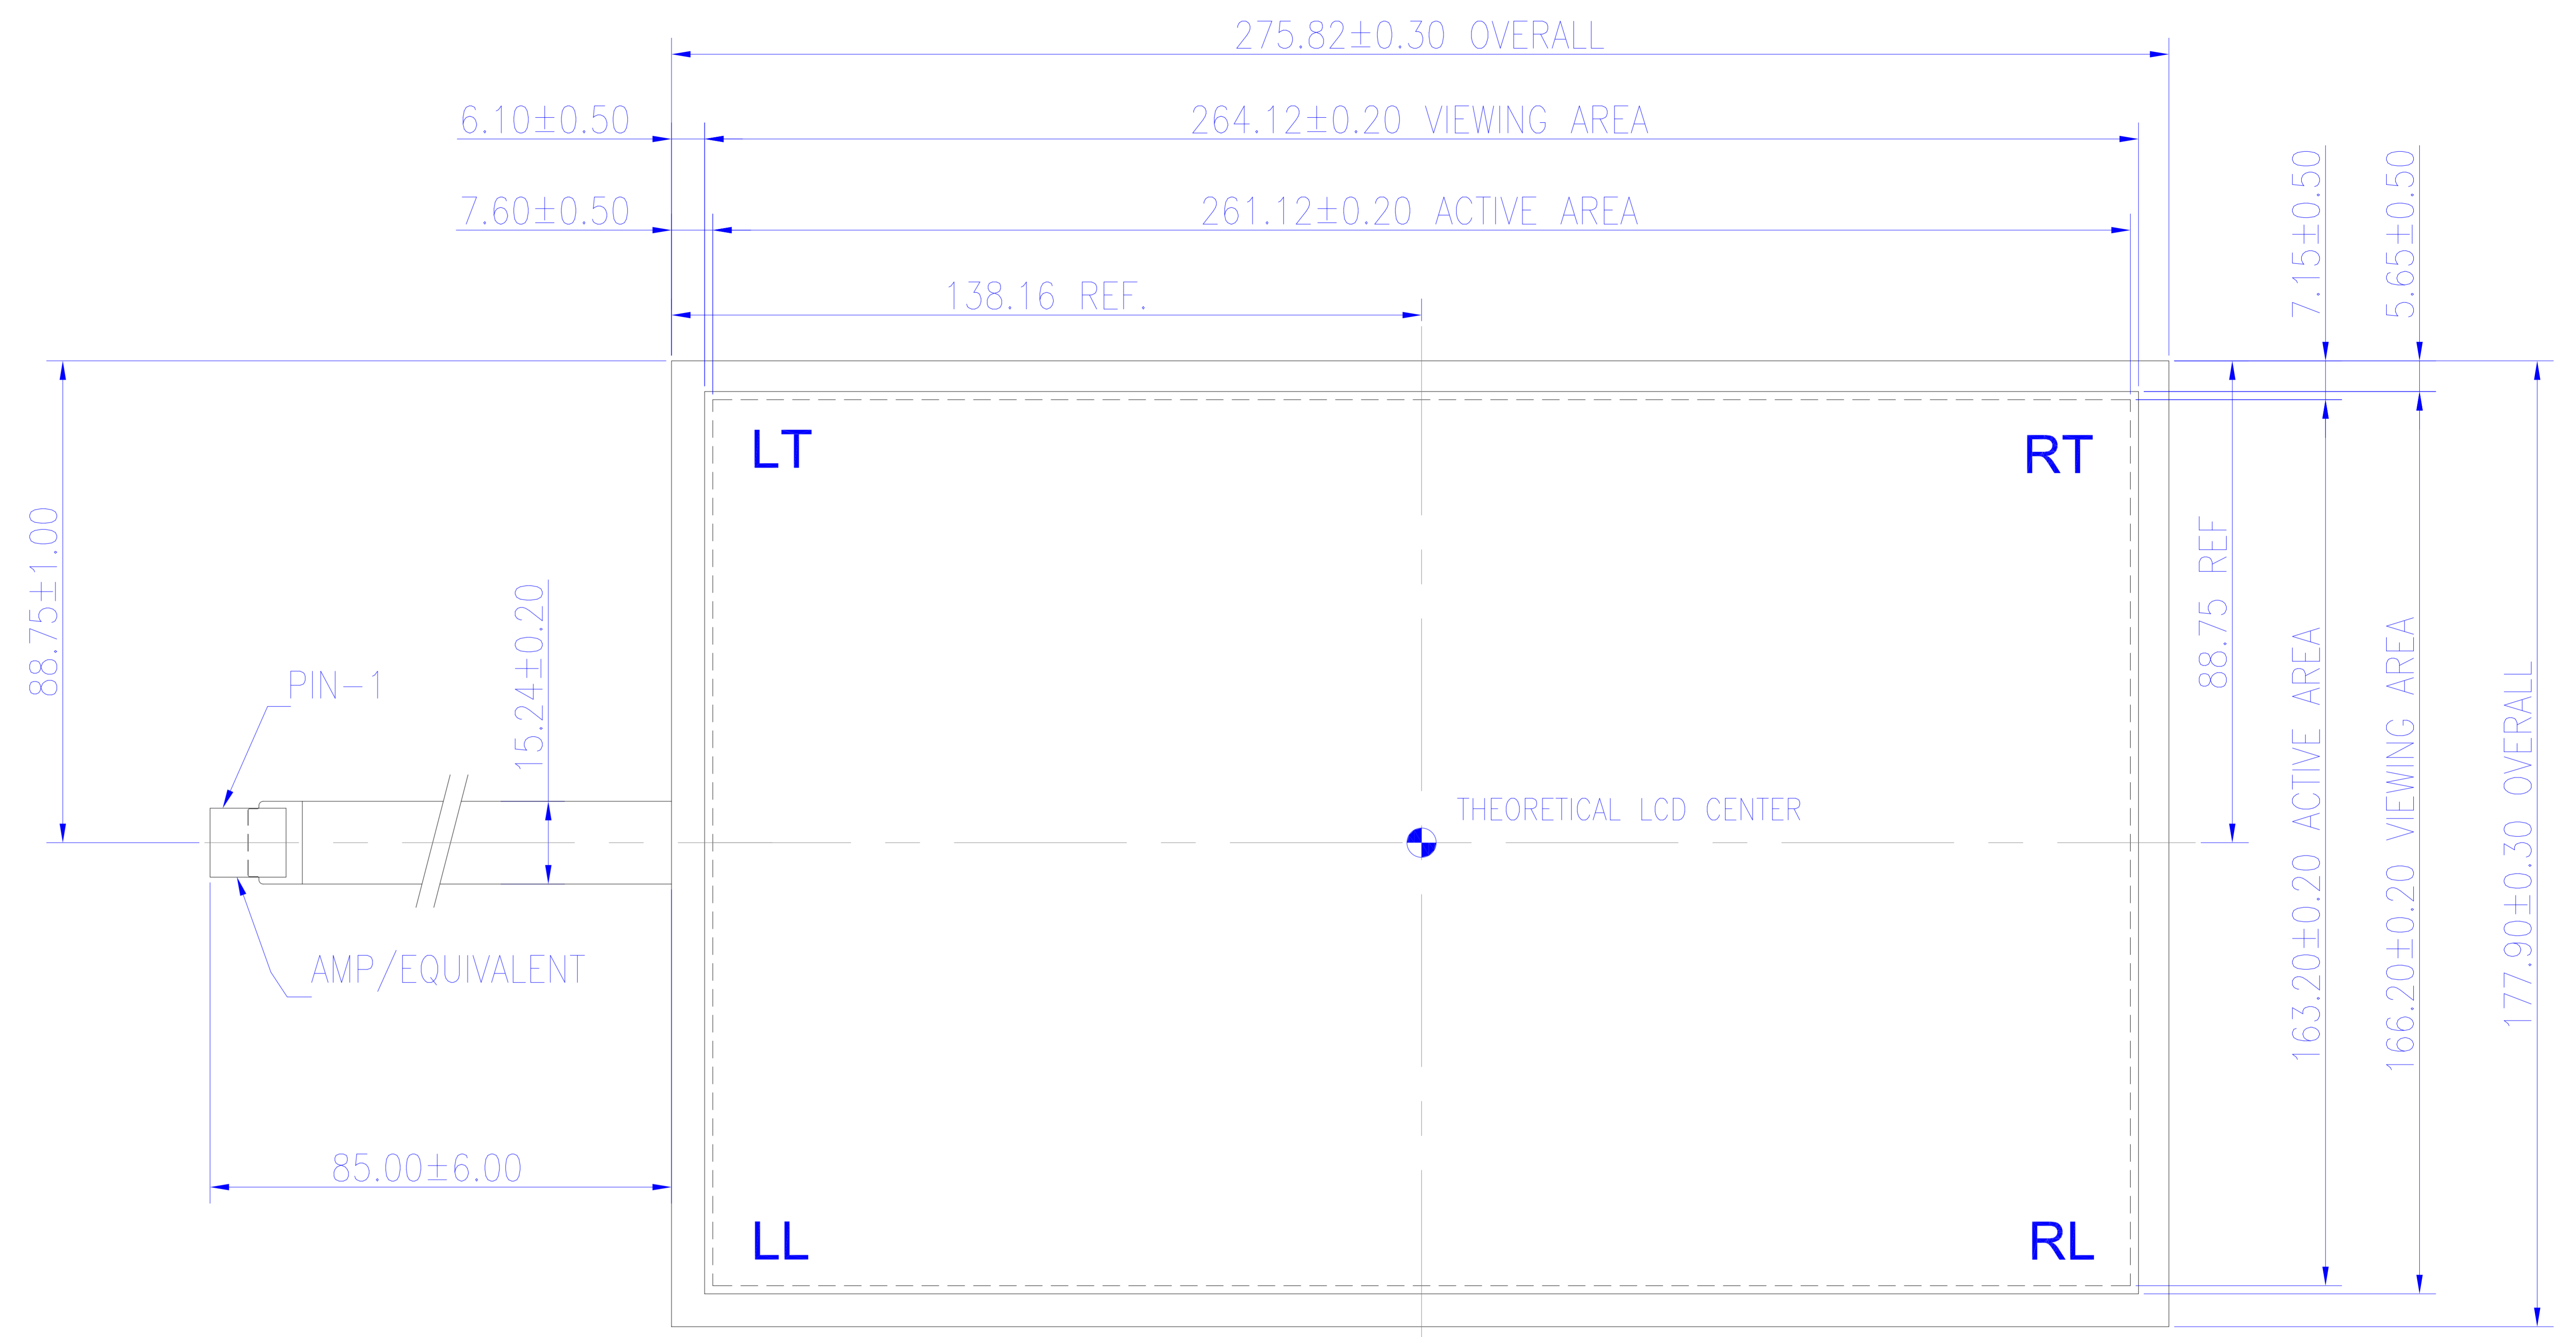 275.82±0.30 OVERALL
6.10±0.50
264.12±0.20 VIEWING AREA
7.60±0.50
261.12±0.20 ACTIVE AREA
138.16 REF.
7.15±0.50
5.65±0.50
LT
RT
88.75±1.00
15.24±0.20
88.75 REF
PIN-1
THEORETICAL LCD CENTER
163.20±0.20 ACTIVE AREA
166.20±0.20 VIEWING AREA
177.90±0.30 OVERALL
AMP/EQUIVALENT
85.00±6.00
LL
RL